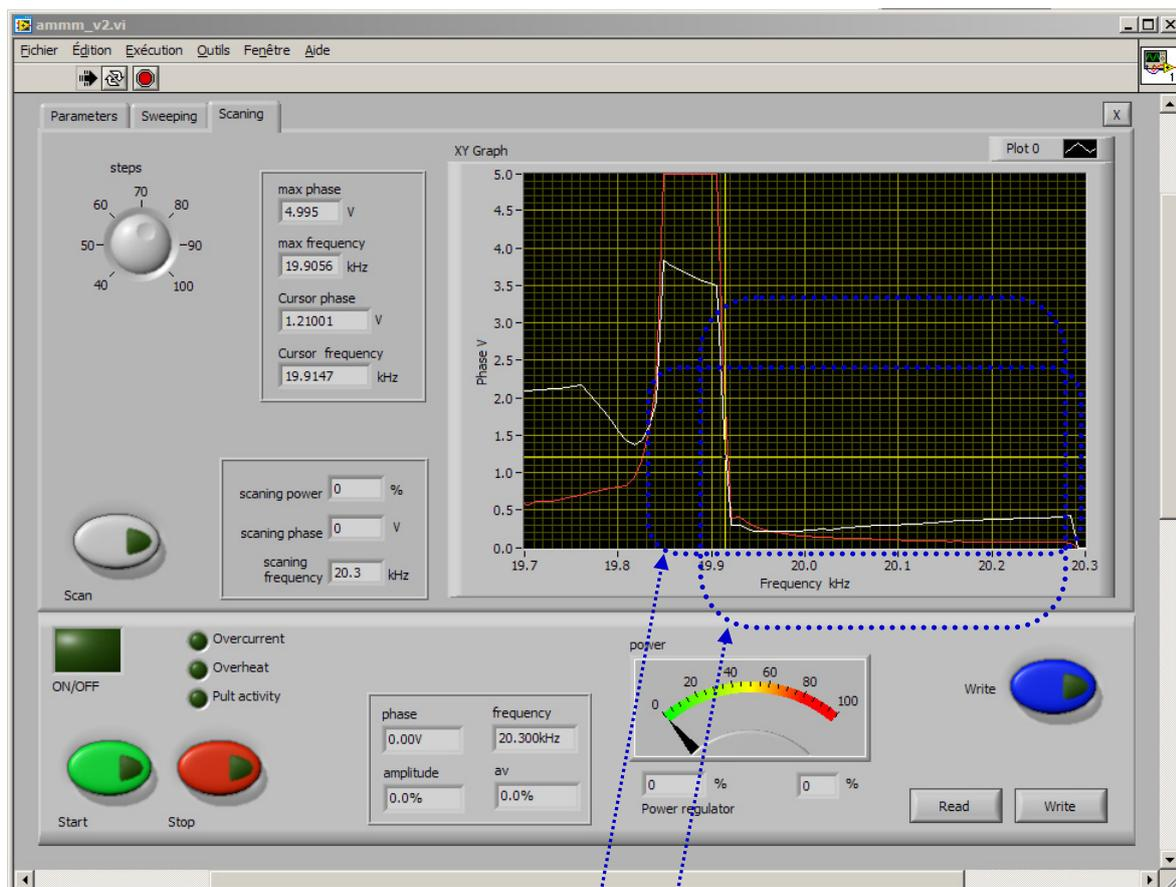 ammm_v2.vi
Fichier Édition Exécution Outils Fenêtre Aide
1
Parameters Sweeping Scaning
X
steps
40 50 60 70 80 90 100
max phase
4.995 V
max frequency
19.9056 kHz
Cursor phase
1.21001 V
Cursor frequency
19.9147 kHz
scaning power 0 %
scaning phase 0 V
scaning
frequency 20.3 kHz
Scan
XY Graph
Plot 0
Phase V
5.0
4.5
4.0
3.5
3.0
2.5
2.0
1.5
1.0
0.5
0.0
19.7 19.8 19.9 20.0 20.1 20.2 20.3
Frequency kHz
ON/OFF
Overcurrent
Overheat
Pult activity
Start Stop
phase frequency
0.00V 20.300kHz
amplitude av
0.0% 0.0%
power
0 20 40 60 80 100
0 % 0 %
Power regulator
Write
Read Write